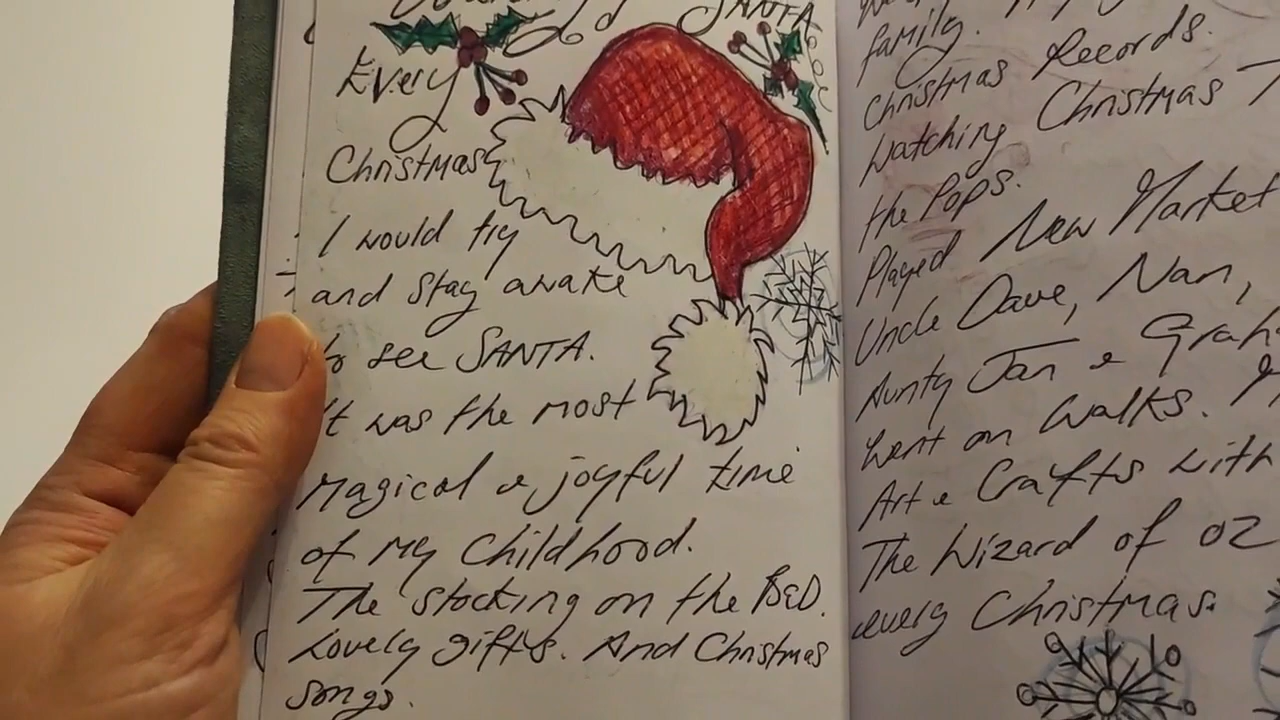 SANTA
Every
Christmas
I would try
and stay awake
to see SANTA.
It was the most
Magical & joyful time
of my Childhood.
The stocking on the BED.
Lovely gifts. And Christmas
songs.
family.
Christmas Records.
Watching Christmas T
the Pops.
Played New Market
Uncle Dave, Nan,
Aunty Jan & Grah
Went on Walks.
Art & Crafts with
The Wizard of OZ
every Christmas.